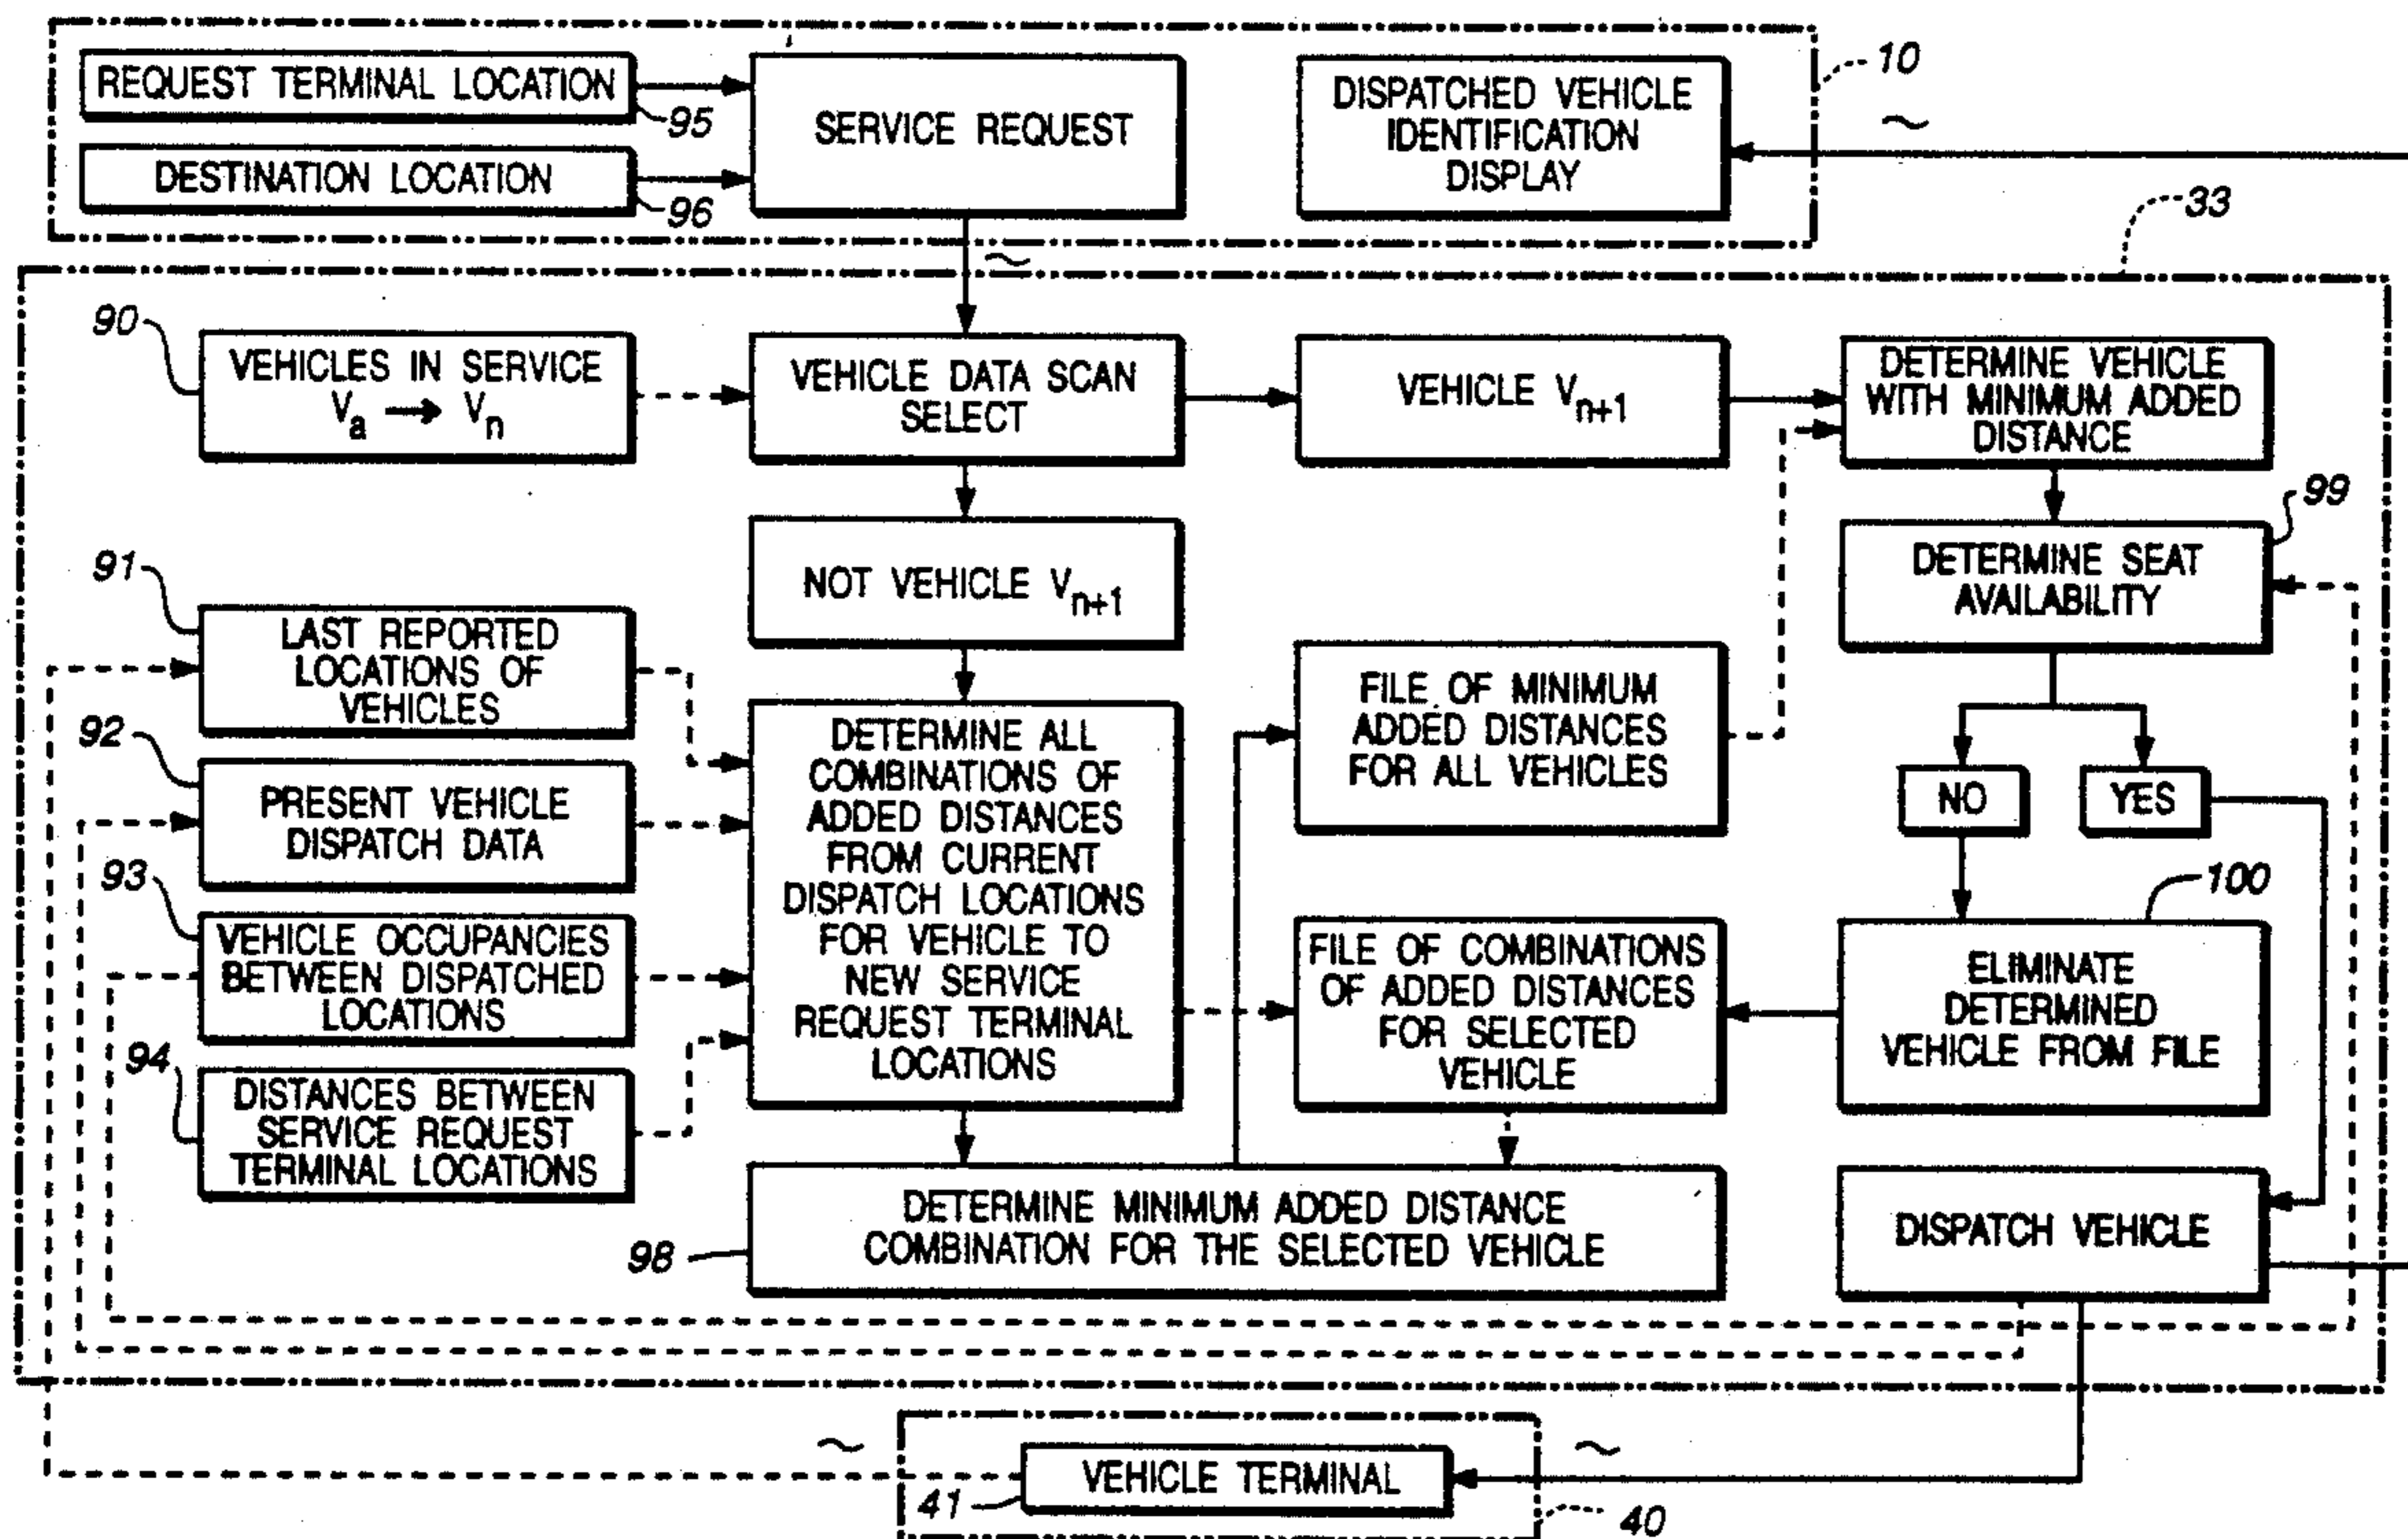 REQUEST TERMINAL LOCATION
95
DESTINATION LOCATION
96
SERVICE REQUEST
DISPATCHED VEHICLE
IDENTIFICATION
DISPLAY
10
33
90
VEHICLES IN SERVICE
Va → Vn
VEHICLE DATA SCAN
SELECT
VEHICLE Vn+1
DETERMINE VEHICLE
WITH MINIMUM ADDED
DISTANCE
NOT VEHICLE Vn+1
99
DETERMINE SEAT
AVAILABILITY
91
LAST REPORTED
LOCATIONS OF
VEHICLES
92
PRESENT VEHICLE
DISPATCH DATA
93
VEHICLE OCCUPANCIES
BETWEEN DISPATCHED
LOCATIONS
94
DISTANCES BETWEEN
SERVICE REQUEST
TERMINAL LOCATIONS
DETERMINE ALL
COMBINATIONS OF
ADDED DISTANCES
FROM CURRENT
DISPATCH LOCATIONS
FOR VEHICLE TO
NEW SERVICE
REQUEST TERMINAL
LOCATIONS
FILE OF MINIMUM
ADDED DISTANCES
FOR ALL VEHICLES
FILE OF COMBINATIONS
OF ADDED DISTANCES
FOR SELECTED
VEHICLE
NO
YES
100
ELIMINATE
DETERMINED
VEHICLE FROM FILE
98
DETERMINE MINIMUM ADDED DISTANCE
COMBINATION FOR THE SELECTED VEHICLE
DISPATCH VEHICLE
VEHICLE TERMINAL
41
40